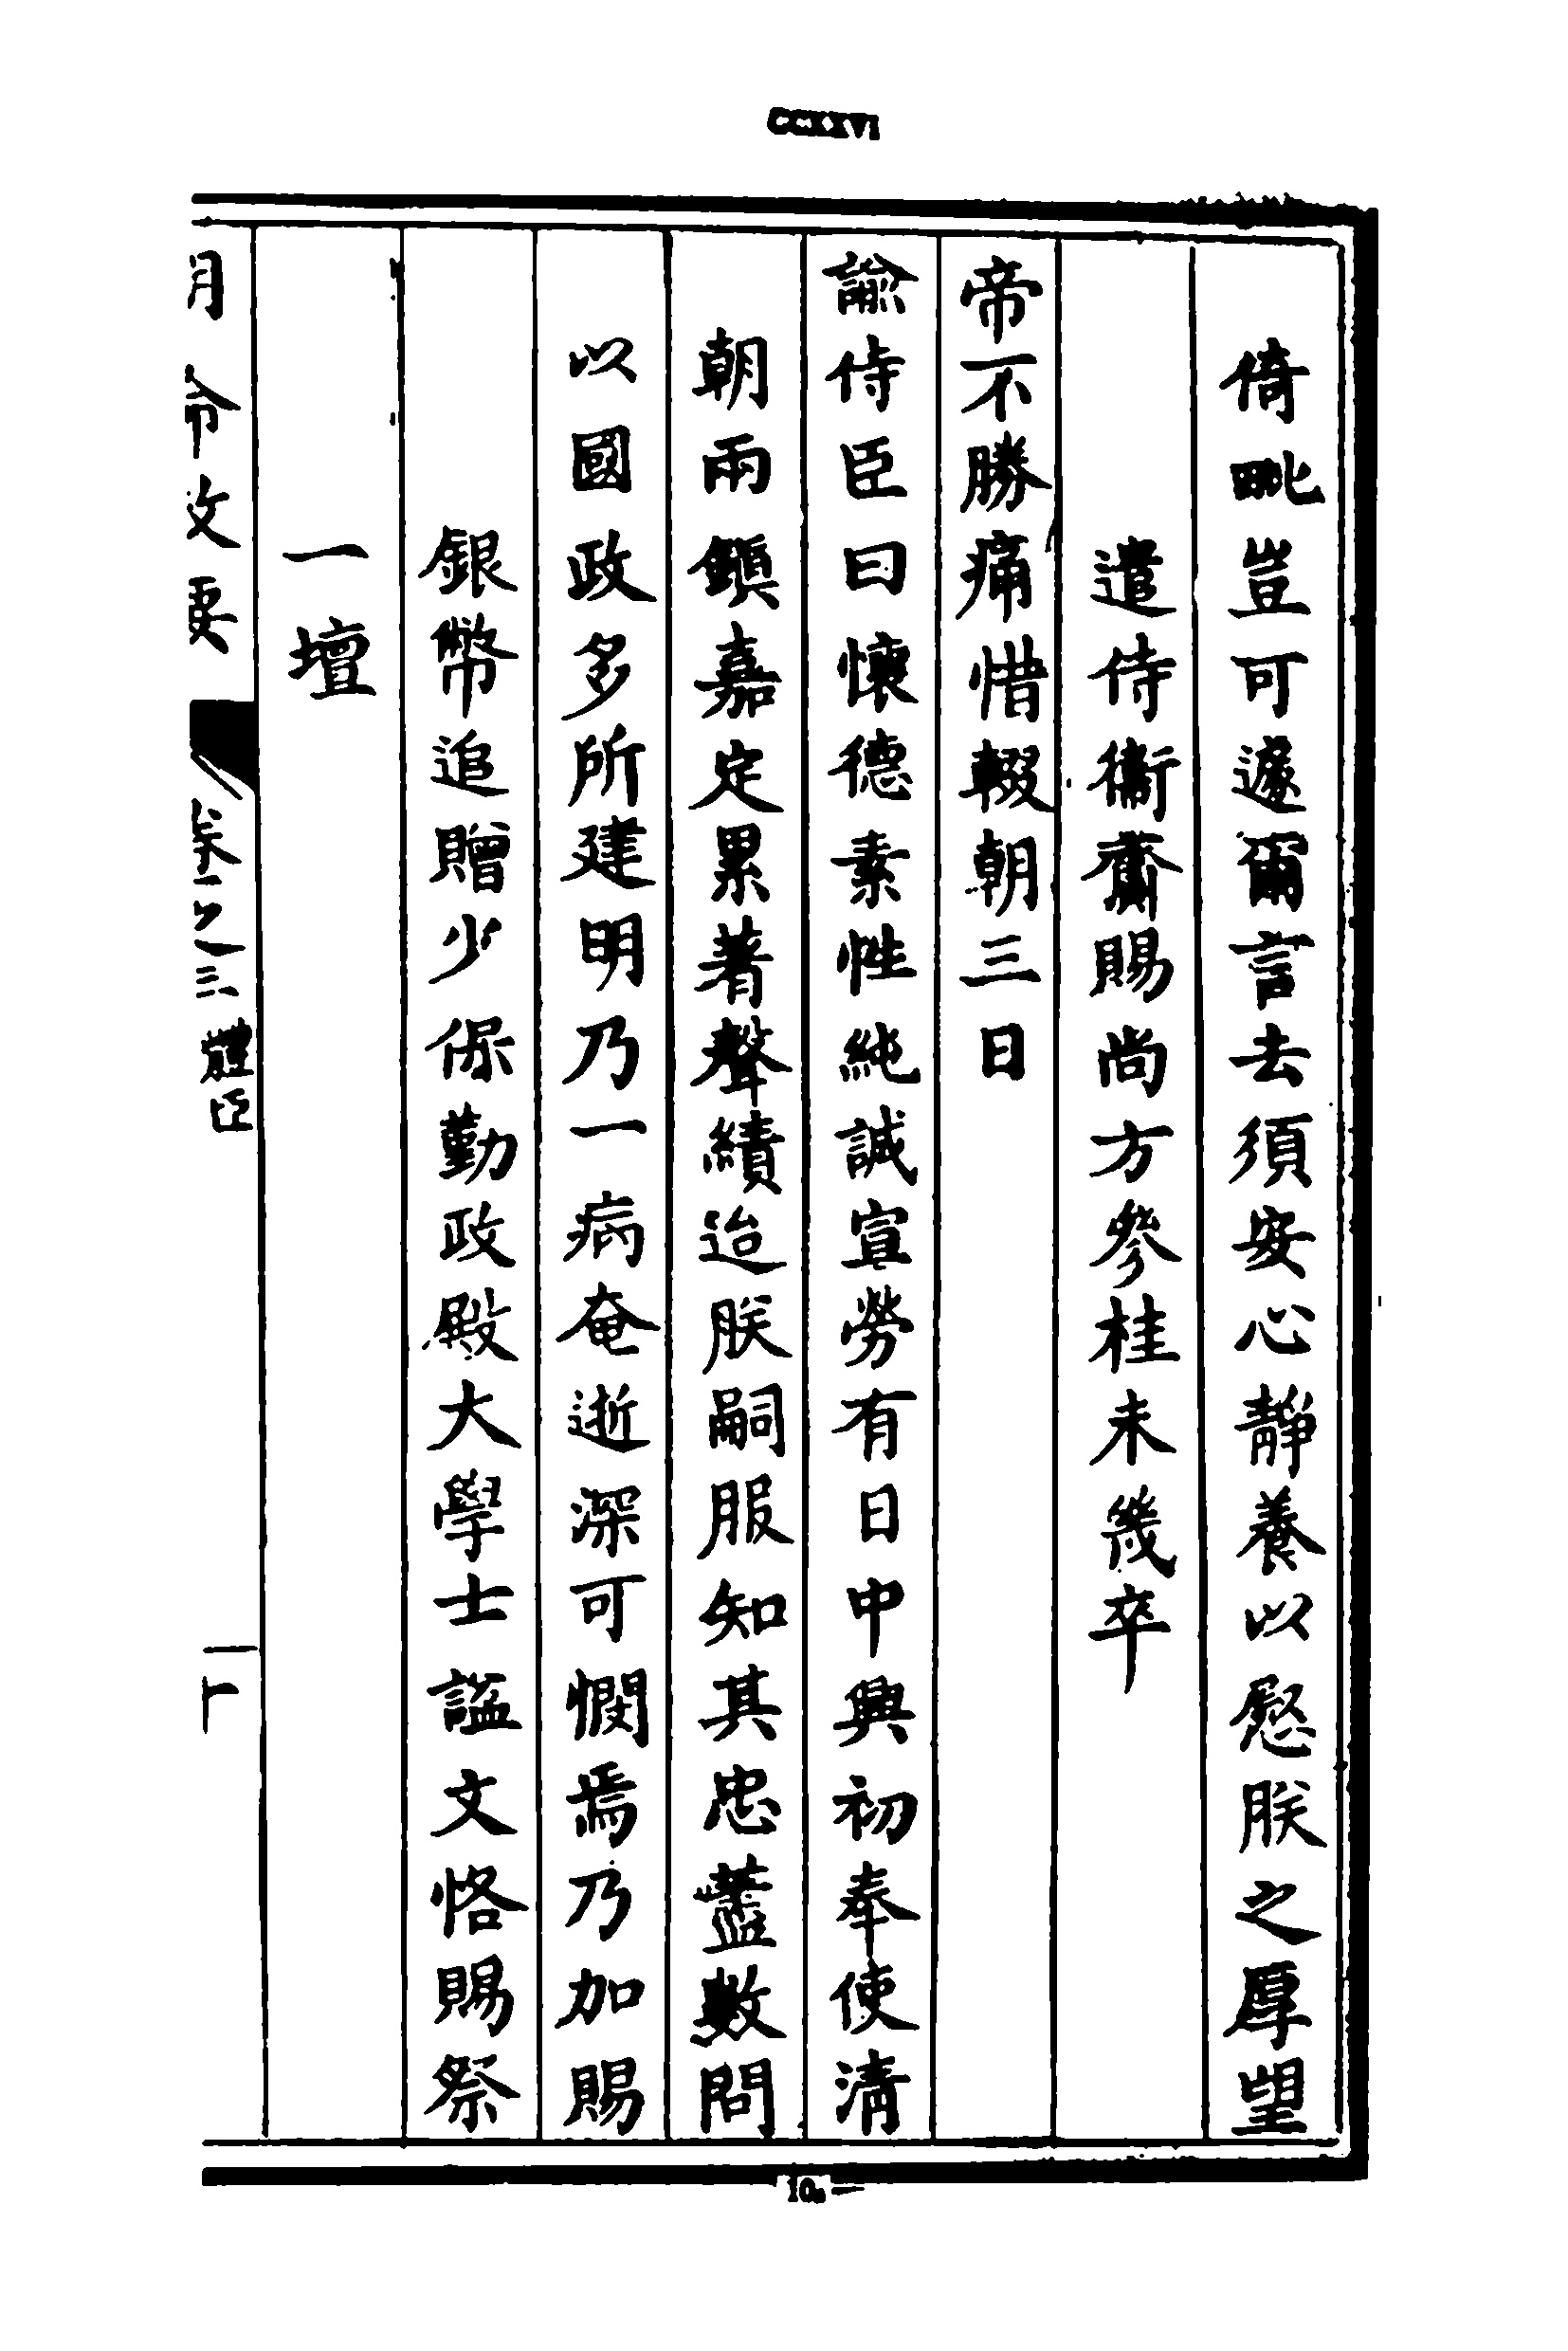 CCXXVI
倚毗豈可遽爾言去須安心靜養以慰朕之厚望
遣侍衞齎賜尚方參桂未幾卒
帝不勝痛惜輟朝三日
諭侍臣曰懷德素性純誠宣勞有日中興初奉使清
朝兩鎮嘉定累著聲績迨朕嗣服知其忠藎數問
以國政多所建明乃一病奄逝深可憫焉乃加賜
銀幣追贈少保勤政殿大學士謚文恪賜祭
一壇
明命政要
卷之三 體臣
10a